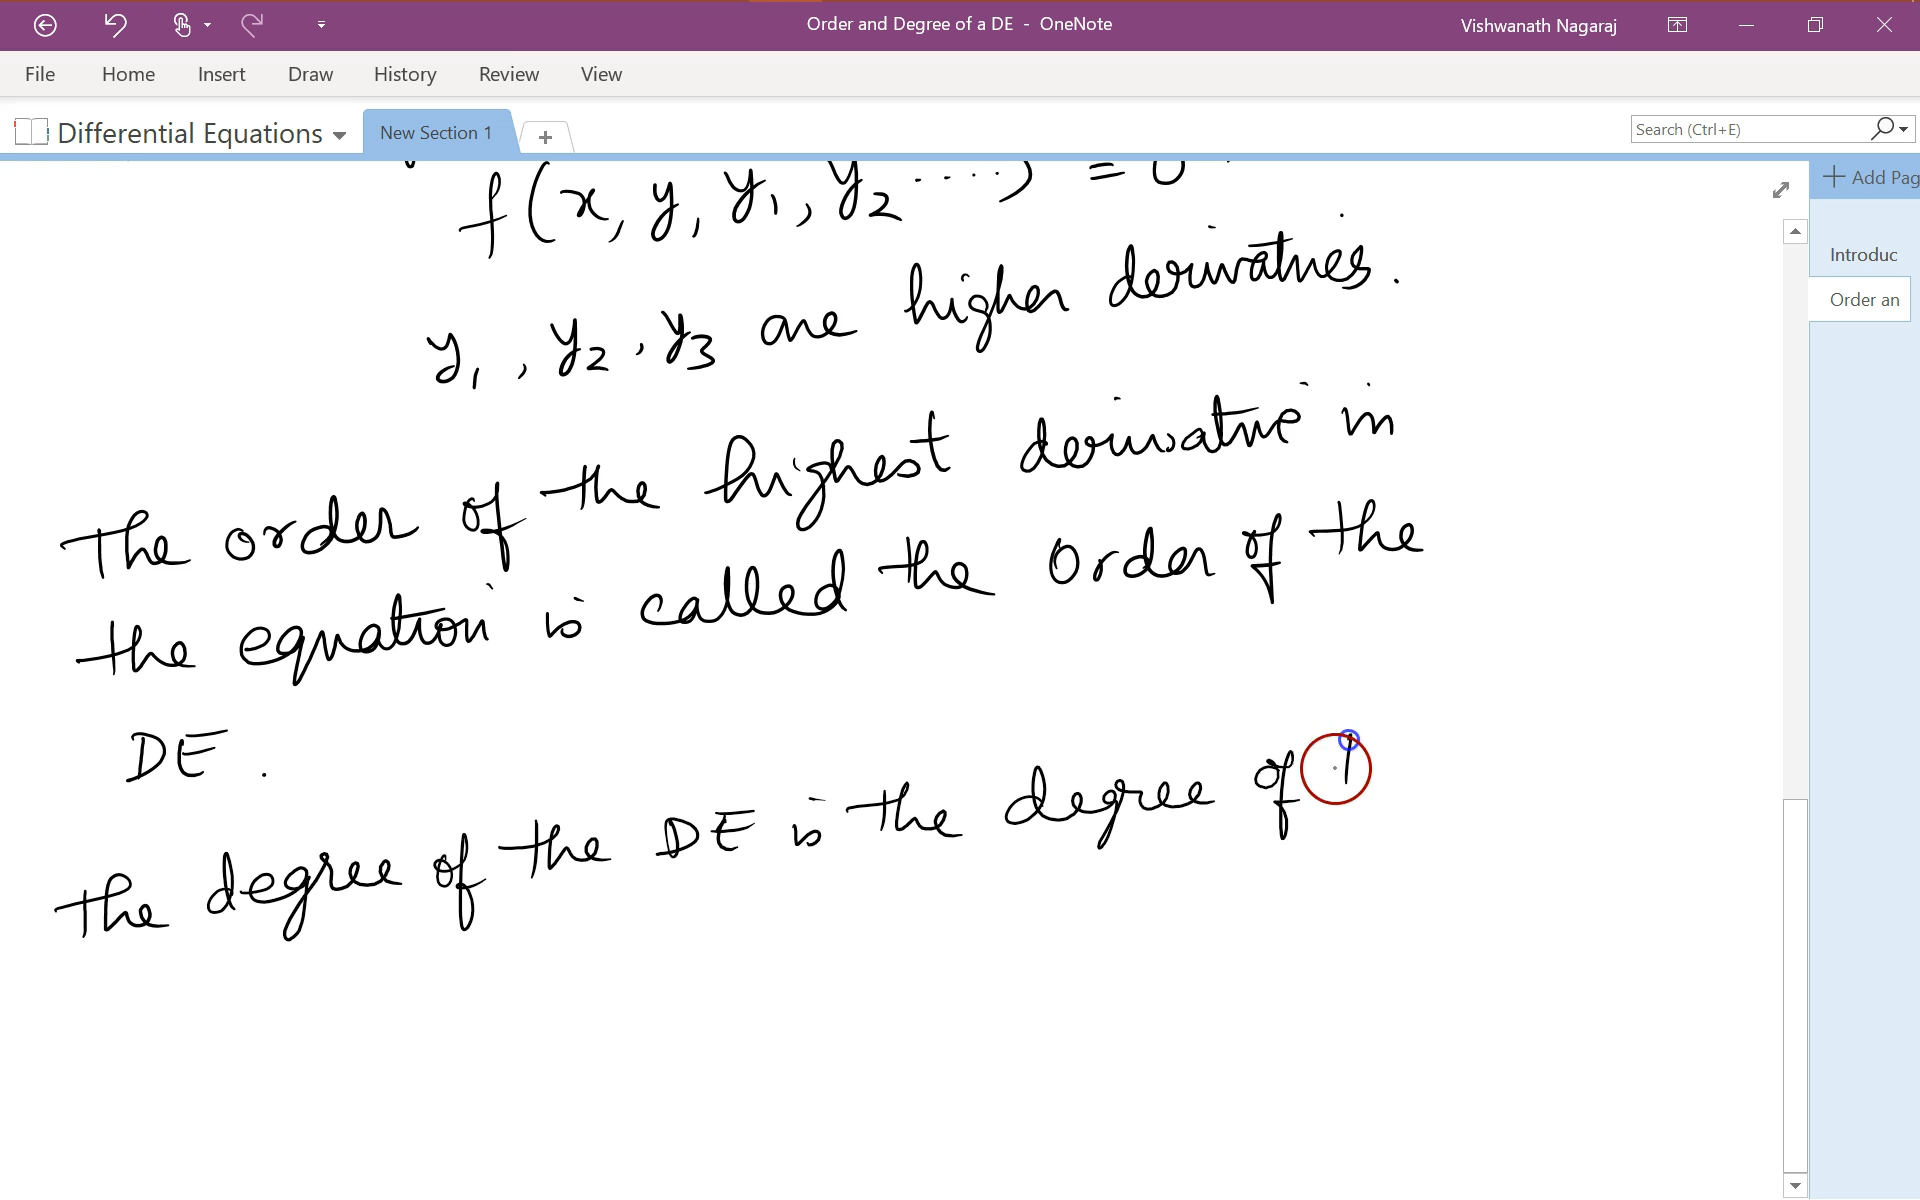 Order and Degree of a DE - OneNote
Vishwanath Nagaraj
File Home Insert Draw History Review View
Differential Equations
New Section 1
Search (Ctrl+E)
Add Pag
Introduc
Order an
f(x, y, y₁, y₂ ....) = 0
y₁, y₂, y₃ are higher derivatives.
The order of the highest derivative in
the equation is called the order of the
DE.
The degree of the DE is the degree of